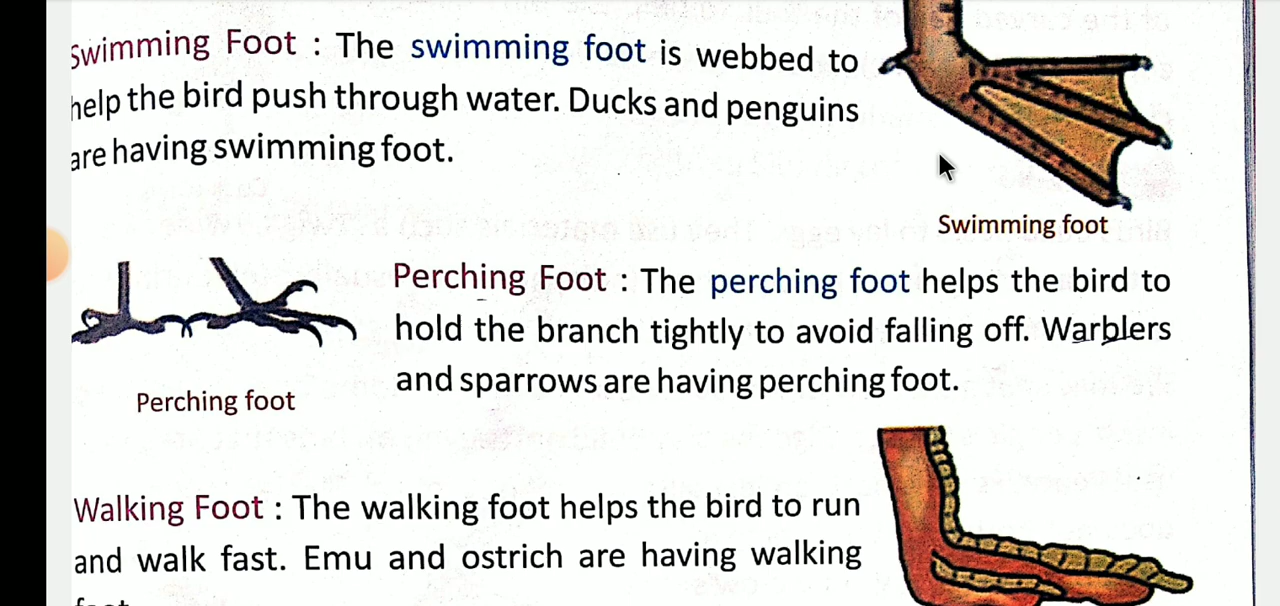 Swimming Foot : The swimming foot is webbed to
help the bird push through water. Ducks and penguins
are having swimming foot.
Swimming foot
Perching Foot : The perching foot helps the bird to
hold the branch tightly to avoid falling off. Warblers
and sparrows are having perching foot.
Perching foot
Walking Foot : The walking foot helps the bird to run
and walk fast. Emu and ostrich are having walking